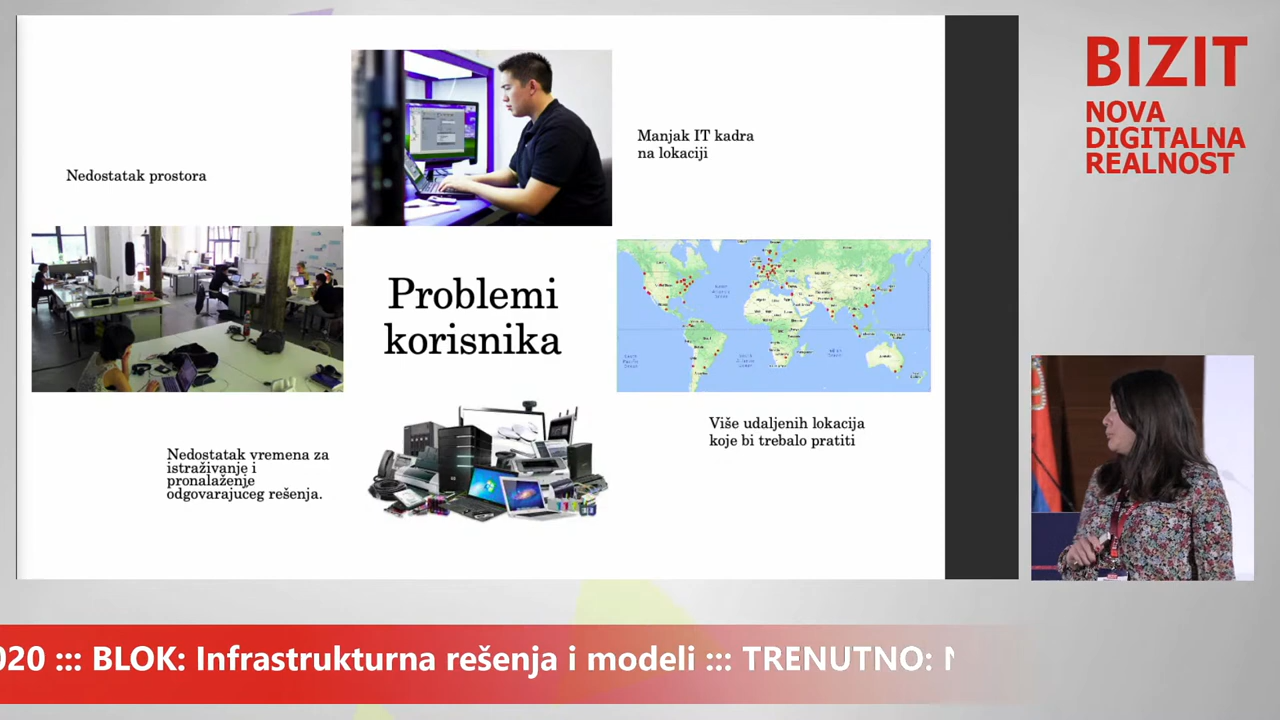 BIZIT
NOVA
DIGITALNA
REALNOST
Manjak IT kadra
na lokaciji
Nedostatak prostora
Problemi
korisnika
Više udaljenih lokacija
koje bi trebalo pratiti
Nedostatak vremena za
istraživanje i
pronalaženje
odgovarajuceg rešenja.
020 ::: BLOK: Infrastrukturna rešenja i modeli ::: TRENUTNO: